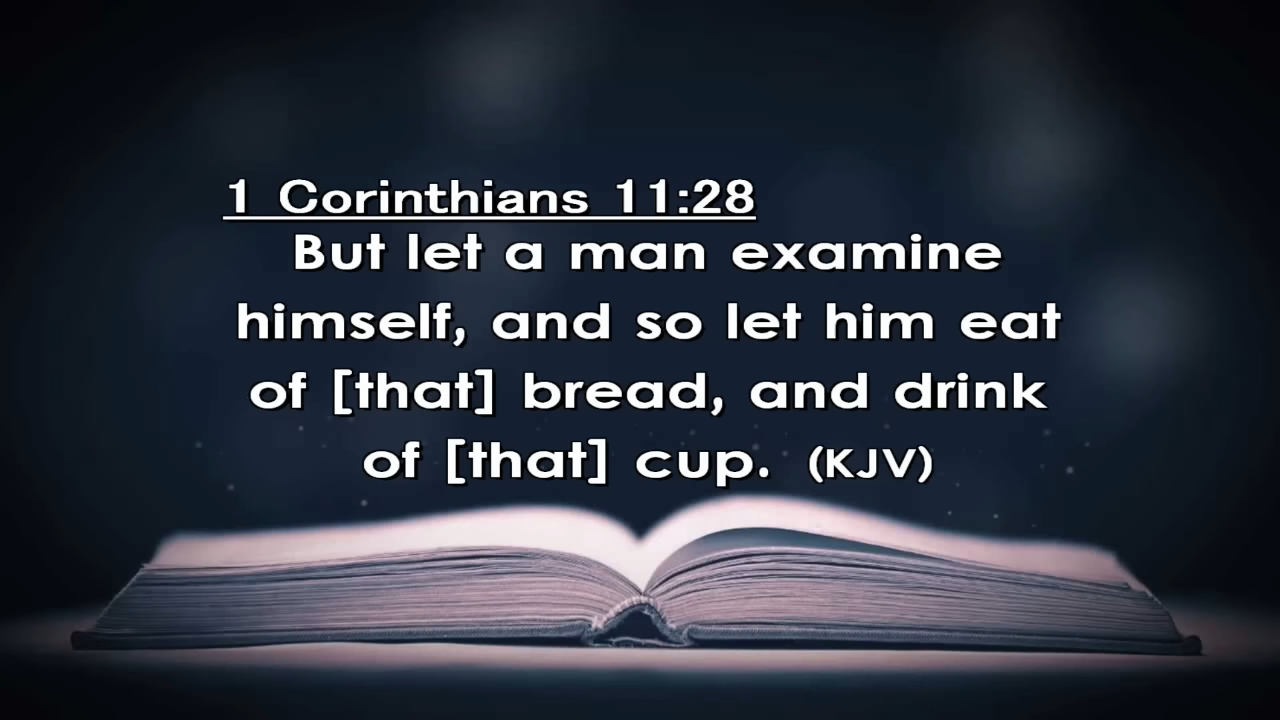 1 Corinthians 11:28
But let a man examine
himself, and so let him eat
of [that] bread, and drink
of [that] cup. (KJV)